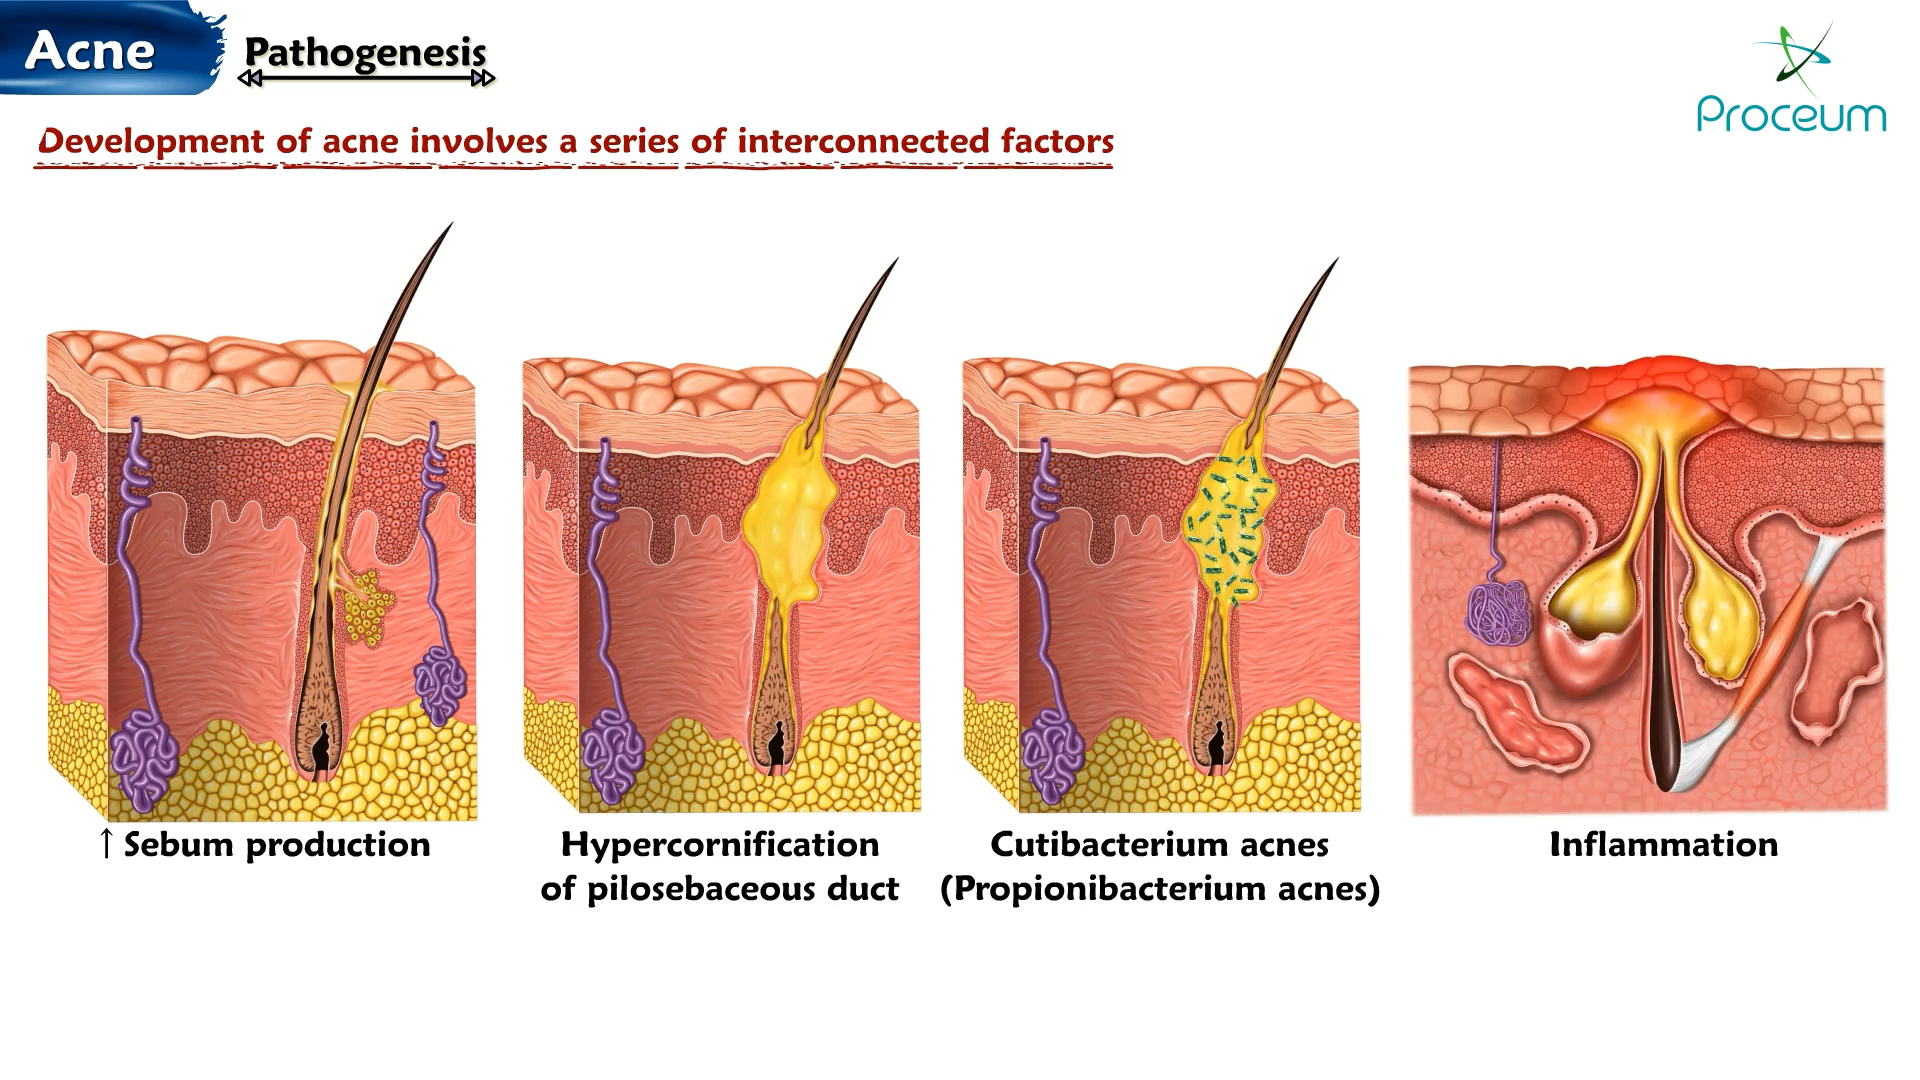 Acne
Pathogenesis
Proceum
Development of acne involves a series of interconnected factors
↑ Sebum production
Hypercornification
of pilosebaceous duct
Cutibacterium acnes
(Propionibacterium acnes)
Inflammation